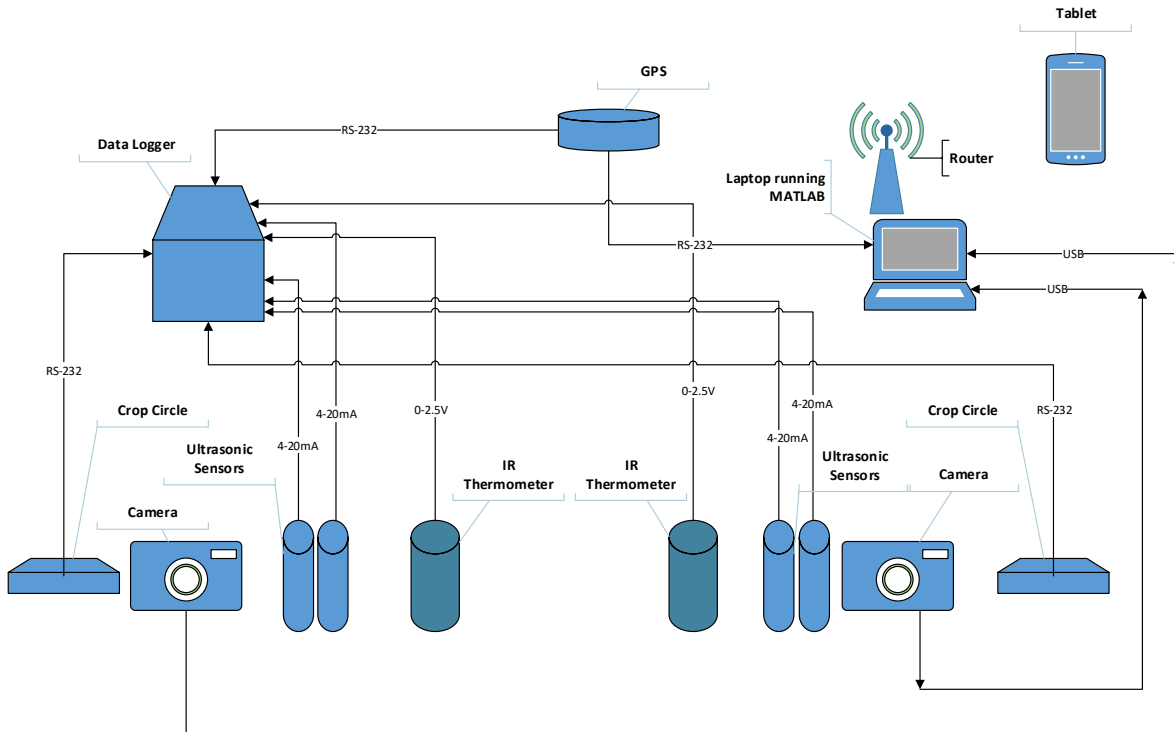 Tablet
GPS
RS-232
Data Logger
Router
Laptop running
MATLAB
RS-232
USB
USB
RS-232
4-20mA
4-20mA
0-2.5V
0-2.5V
4-20mA
4-20mA
RS-232
Crop Circle
Ultrasonic
Sensors
IR
Thermometer
IR
Thermometer
Ultrasonic
Sensors
Crop Circle
Camera
Camera